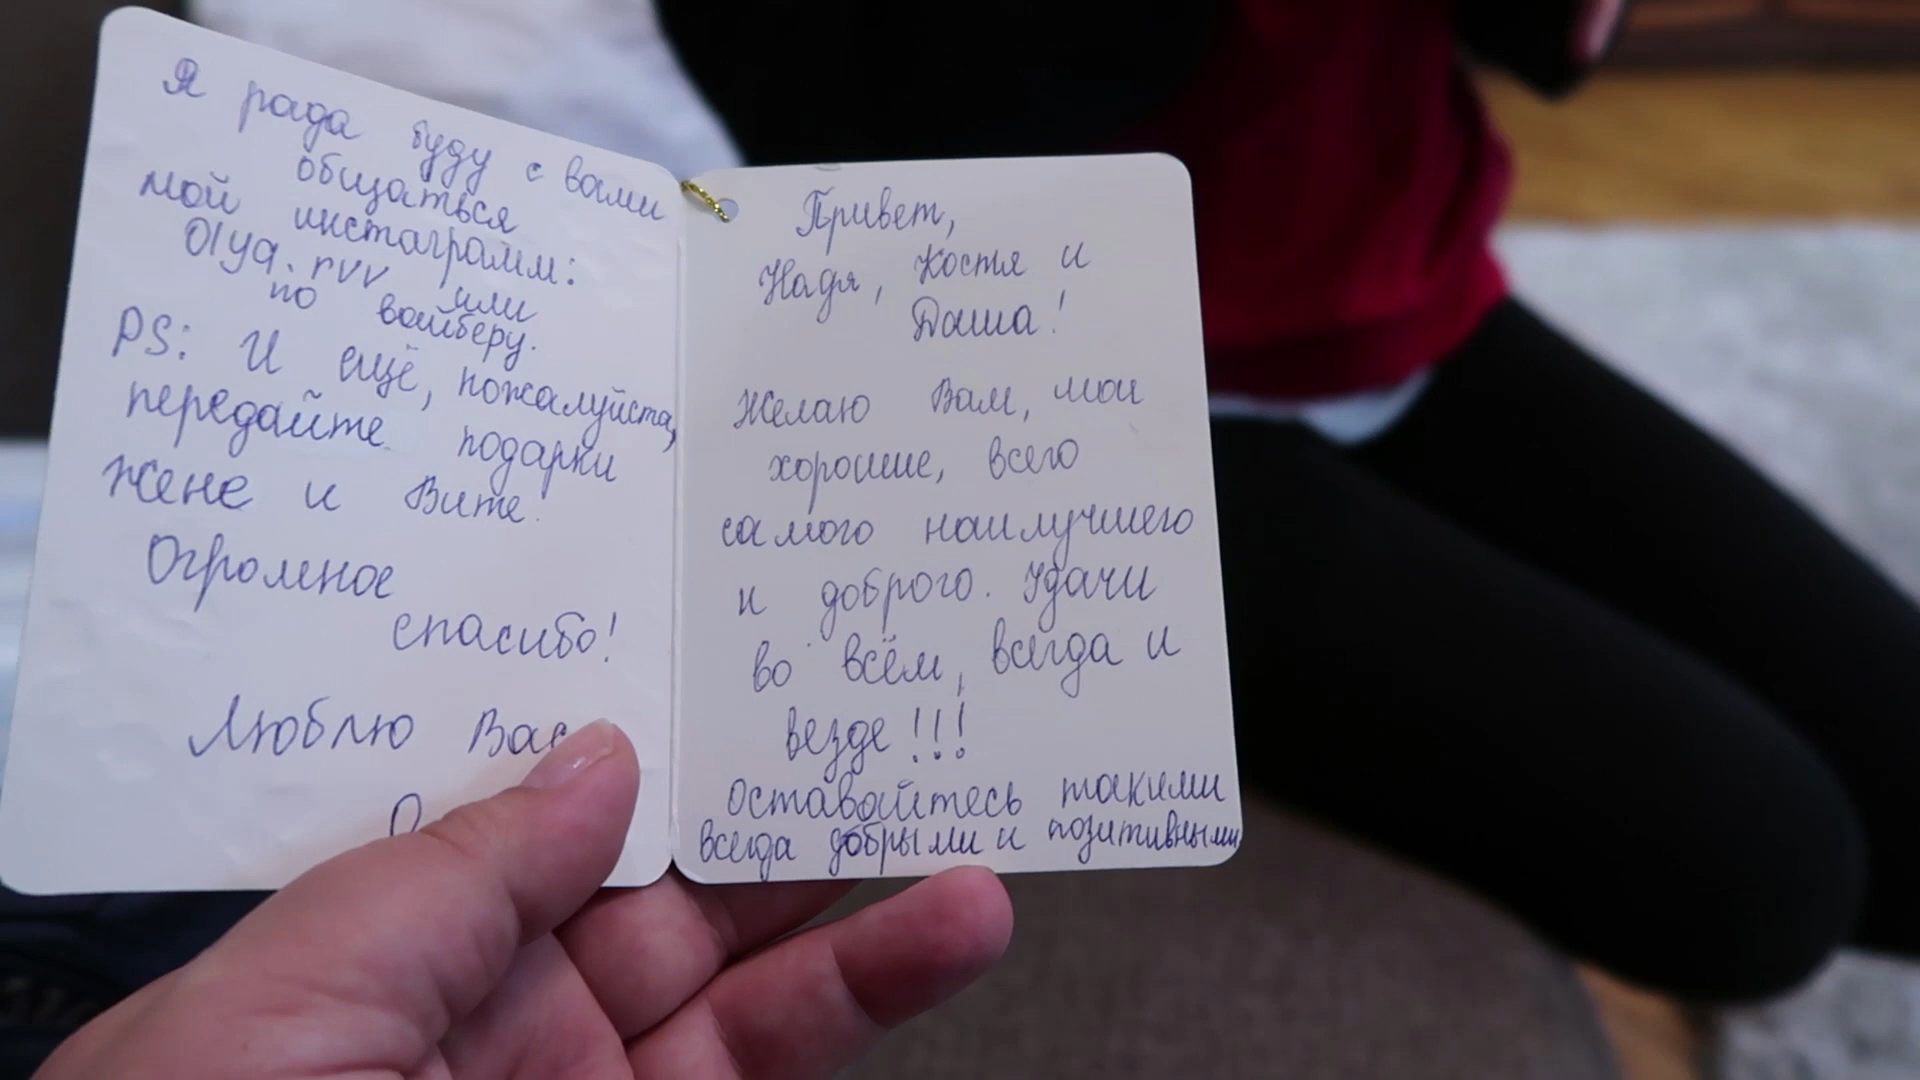 Я рада буду с вами
общаться
мой инстаграмм:
Olya.rvv или
по вайберу.
PS: И ещё, пожалуйста,
передайте подарки
Жене и Вите.
Огромное
спасибо!
Люблю Вас
Привет,
Надя, Костя и
Даша!
Желаю Вам, мои
хорошие, всего
самого наилучшего
и доброго. Удачи
во всём, всегда и
везде!!!
Оставайтесь такими
всегда добрыми и позитивными